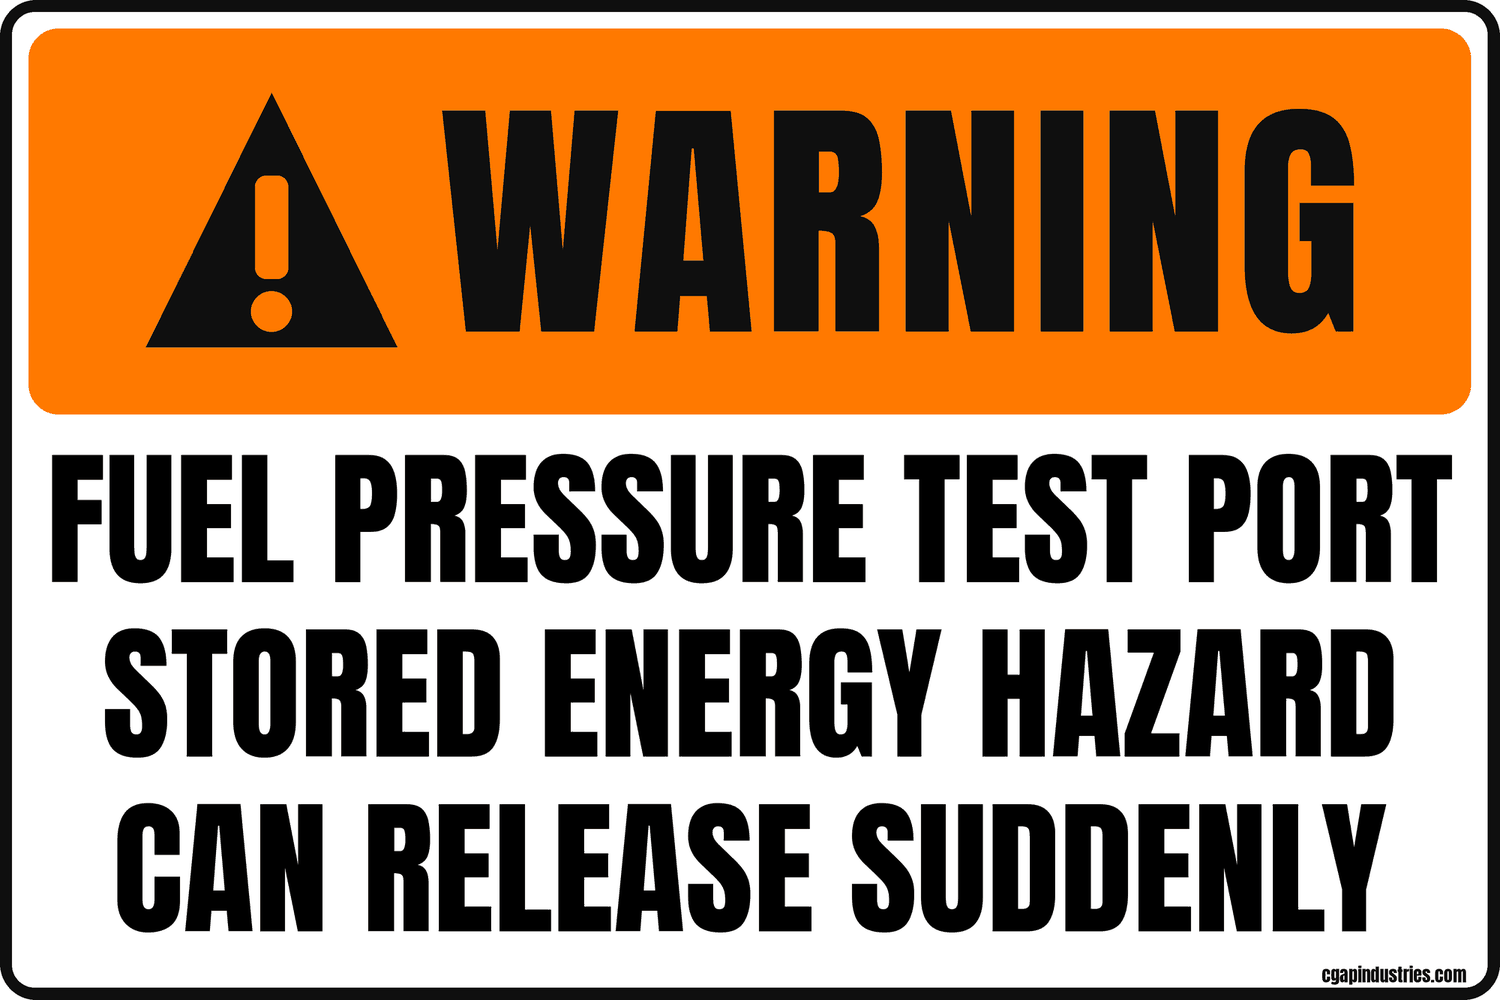 WARNING
FUEL PRESSURE TEST PORT
STORED ENERGY HAZARD
CAN RELEASE SUDDENLY
cgapindustries.com